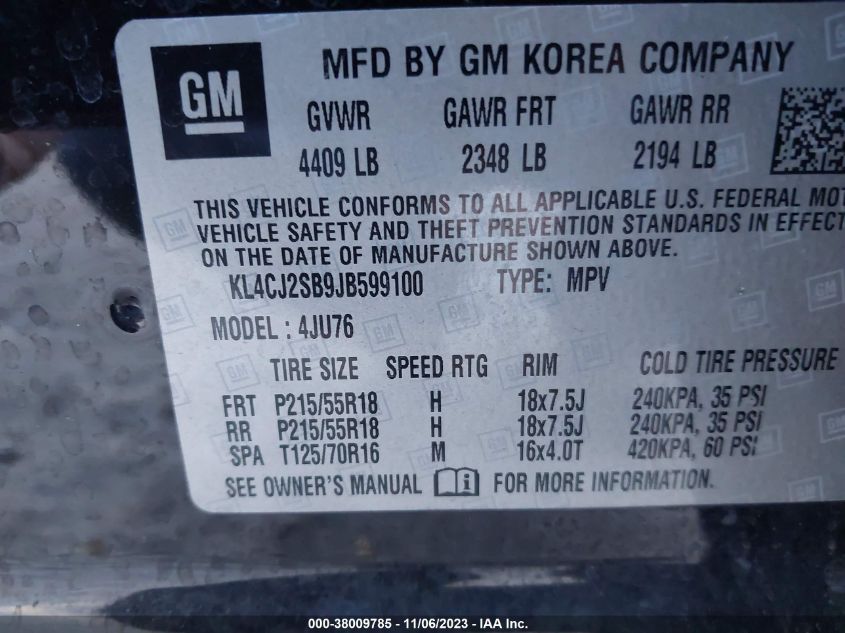 GM
MFD BY GM KOREA COMPANY
GVWR GAWR FRT GAWR RR
4409 LB 2348 LB 2194 LB
THIS VEHICLE CONFORMS TO ALL APPLICABLE U.S. FEDERAL MOT
VEHICLE SAFETY AND THEFT PREVENTION STANDARDS IN EFFECT
ON THE DATE OF MANUFACTURE SHOWN ABOVE.
KL4CJ2SB9JB599100 TYPE: MPV
MODEL : 4JU76
TIRE SIZE SPEED RTG RIM COLD TIRE PRESSURE
FRT P215/55R18 H 18x7.5J 240KPA, 35 PSI
RR P215/55R18 H 18x7.5J 240KPA, 35 PSI
SPA T125/70R16 M 16x4.0T 420KPA, 60 PSI
SEE OWNER'S MANUAL i FOR MORE INFORMATION.
000-38009785 - 11/06/2023 - IAA Inc.